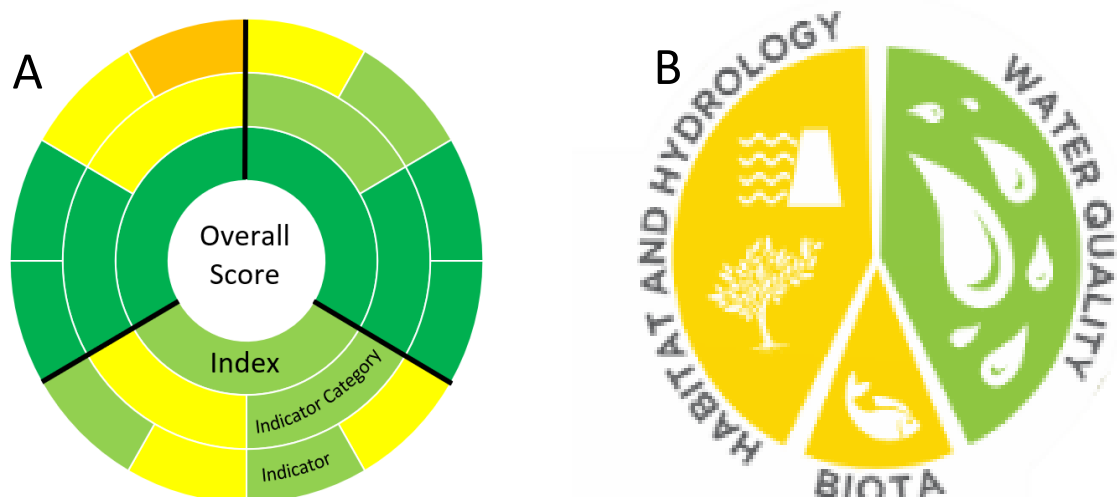 A
Overall
Score
Index
Indicator Category
Indicator
B
HABITAT AND HYDROLOGY
WATER QUALITY
BIOTA